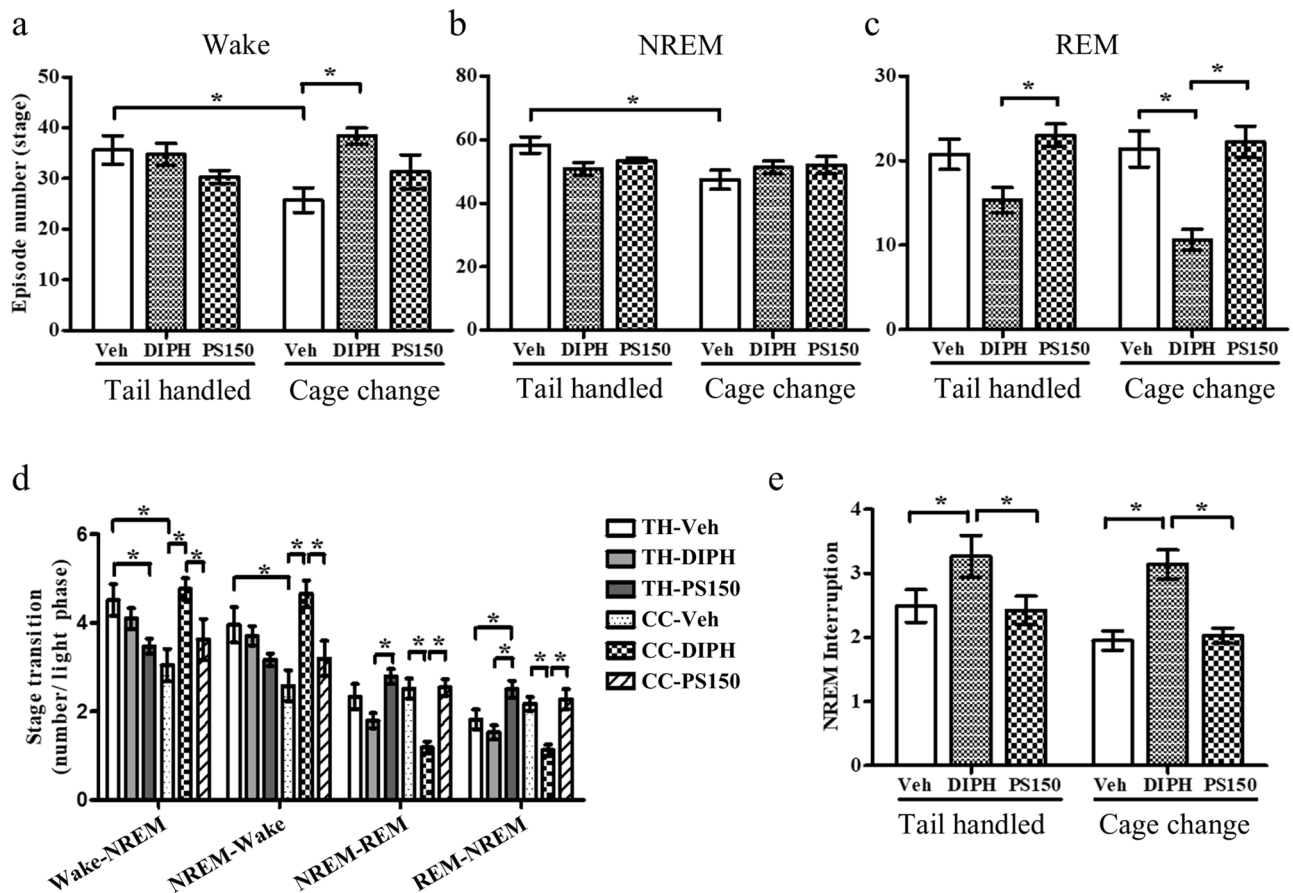 a
Wake
Episode number (stage)
50
40
30
20
10
0
*
*
Veh DIPH PS150
Veh DIPH PS150
Tail handled
Cage change
b
NREM
80
60
40
20
0
*
Veh DIPH PS150
Veh DIPH PS150
Tail handled
Cage change
c
REM
30
20
10
0
*
*
*
Veh DIPH PS150
Veh DIPH PS150
Tail handled
Cage change
d
Stage transition
(number/ light phase)
6
4
2
0
*
*
*
*
*
*
*
*
*
*
*
*
*
*
Wake-NREM
NREM-Wake
NREM-REM
REM-NREM
TH-Veh
TH-DIPH
TH-PS150
CC-Veh
CC-DIPH
CC-PS150
e
NREM Interruption
4
3
2
1
0
*
*
*
*
Veh DIPH PS150
Veh DIPH PS150
Tail handled
Cage change